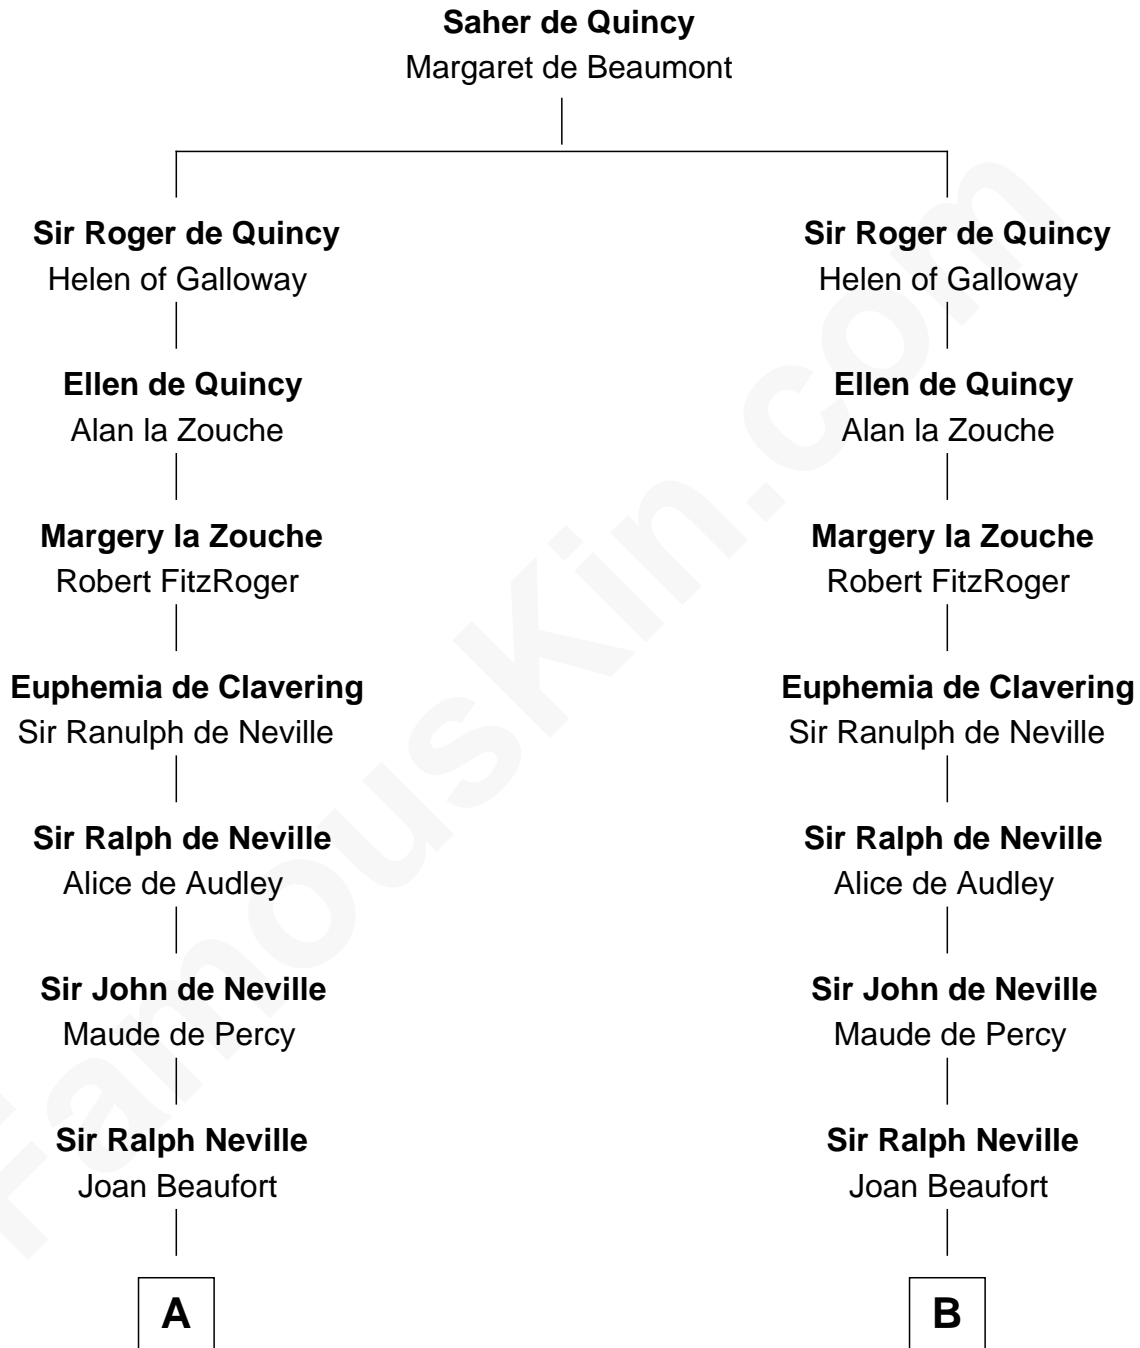 Saher de Quincy
Margaret de Beaumont
Sir Roger de Quincy
Helen of Galloway
Sir Roger de Quincy
Helen of Galloway
Ellen de Quincy
Alan la Zouche
Ellen de Quincy
Alan la Zouche
Margery la Zouche
Robert FitzRoger
Margery la Zouche
Robert FitzRoger
Euphemia de Clavering
Sir Ranulph de Neville
Euphemia de Clavering
Sir Ranulph de Neville
Sir Ralph de Neville
Alice de Audley
Sir Ralph de Neville
Alice de Audley
Sir John de Neville
Maude de Percy
Sir John de Neville
Maude de Percy
Sir Ralph Neville
Joan Beaufort
Sir Ralph Neville
Joan Beaufort
A
B
FamousKin.com